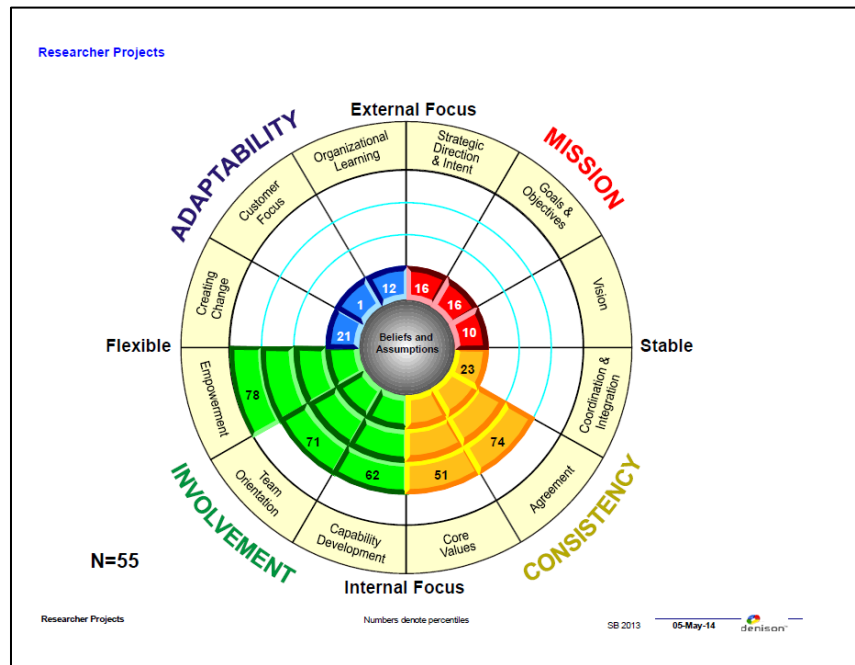 Researcher Projects
External Focus
ADAPTABILITY
MISSION
Organizational
Learning
Strategic
Direction
& Intent
Customer
Focus
Goals &
Objectives
Creating
Change
Vision
12
16
1
16
21
10
Beliefs and
Assumptions
Flexible
Stable
23
Empowerment
78
Coordination &
Integration
71
74
62
51
Team
Orientation
Agreement
Capability
Development
Core
Values
INVOLVEMENT
CONSISTENCY
N=55
Internal Focus
Researcher Projects
Numbers denote percentiles
SB 2013
05-May-14
denison™